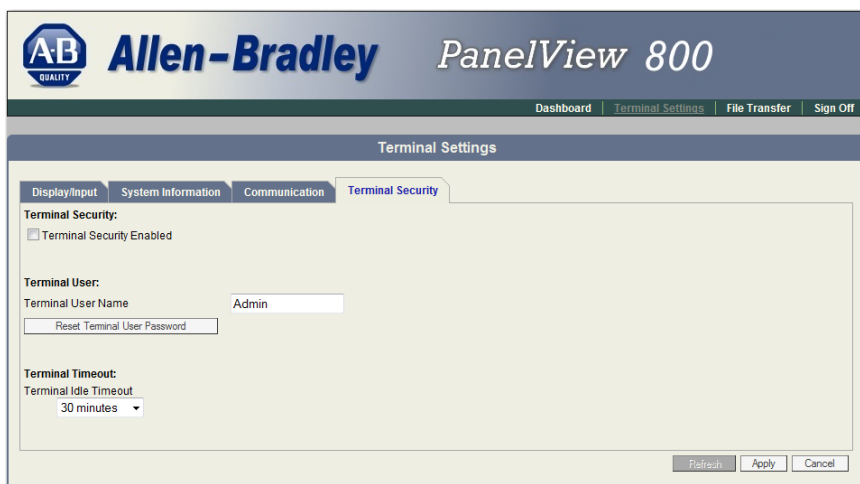 A·B
QUALITY
Allen-Bradley
PanelView 800
Dashboard Terminal Settings File Transfer Sign Off
Terminal Settings
Display/Input System Information Communication Terminal Security
Terminal Security:
Terminal Security Enabled
Terminal User:
Terminal User Name Admin
Reset Terminal User Password
Terminal Timeout:
Terminal Idle Timeout
30 minutes
Refresh Apply Cancel